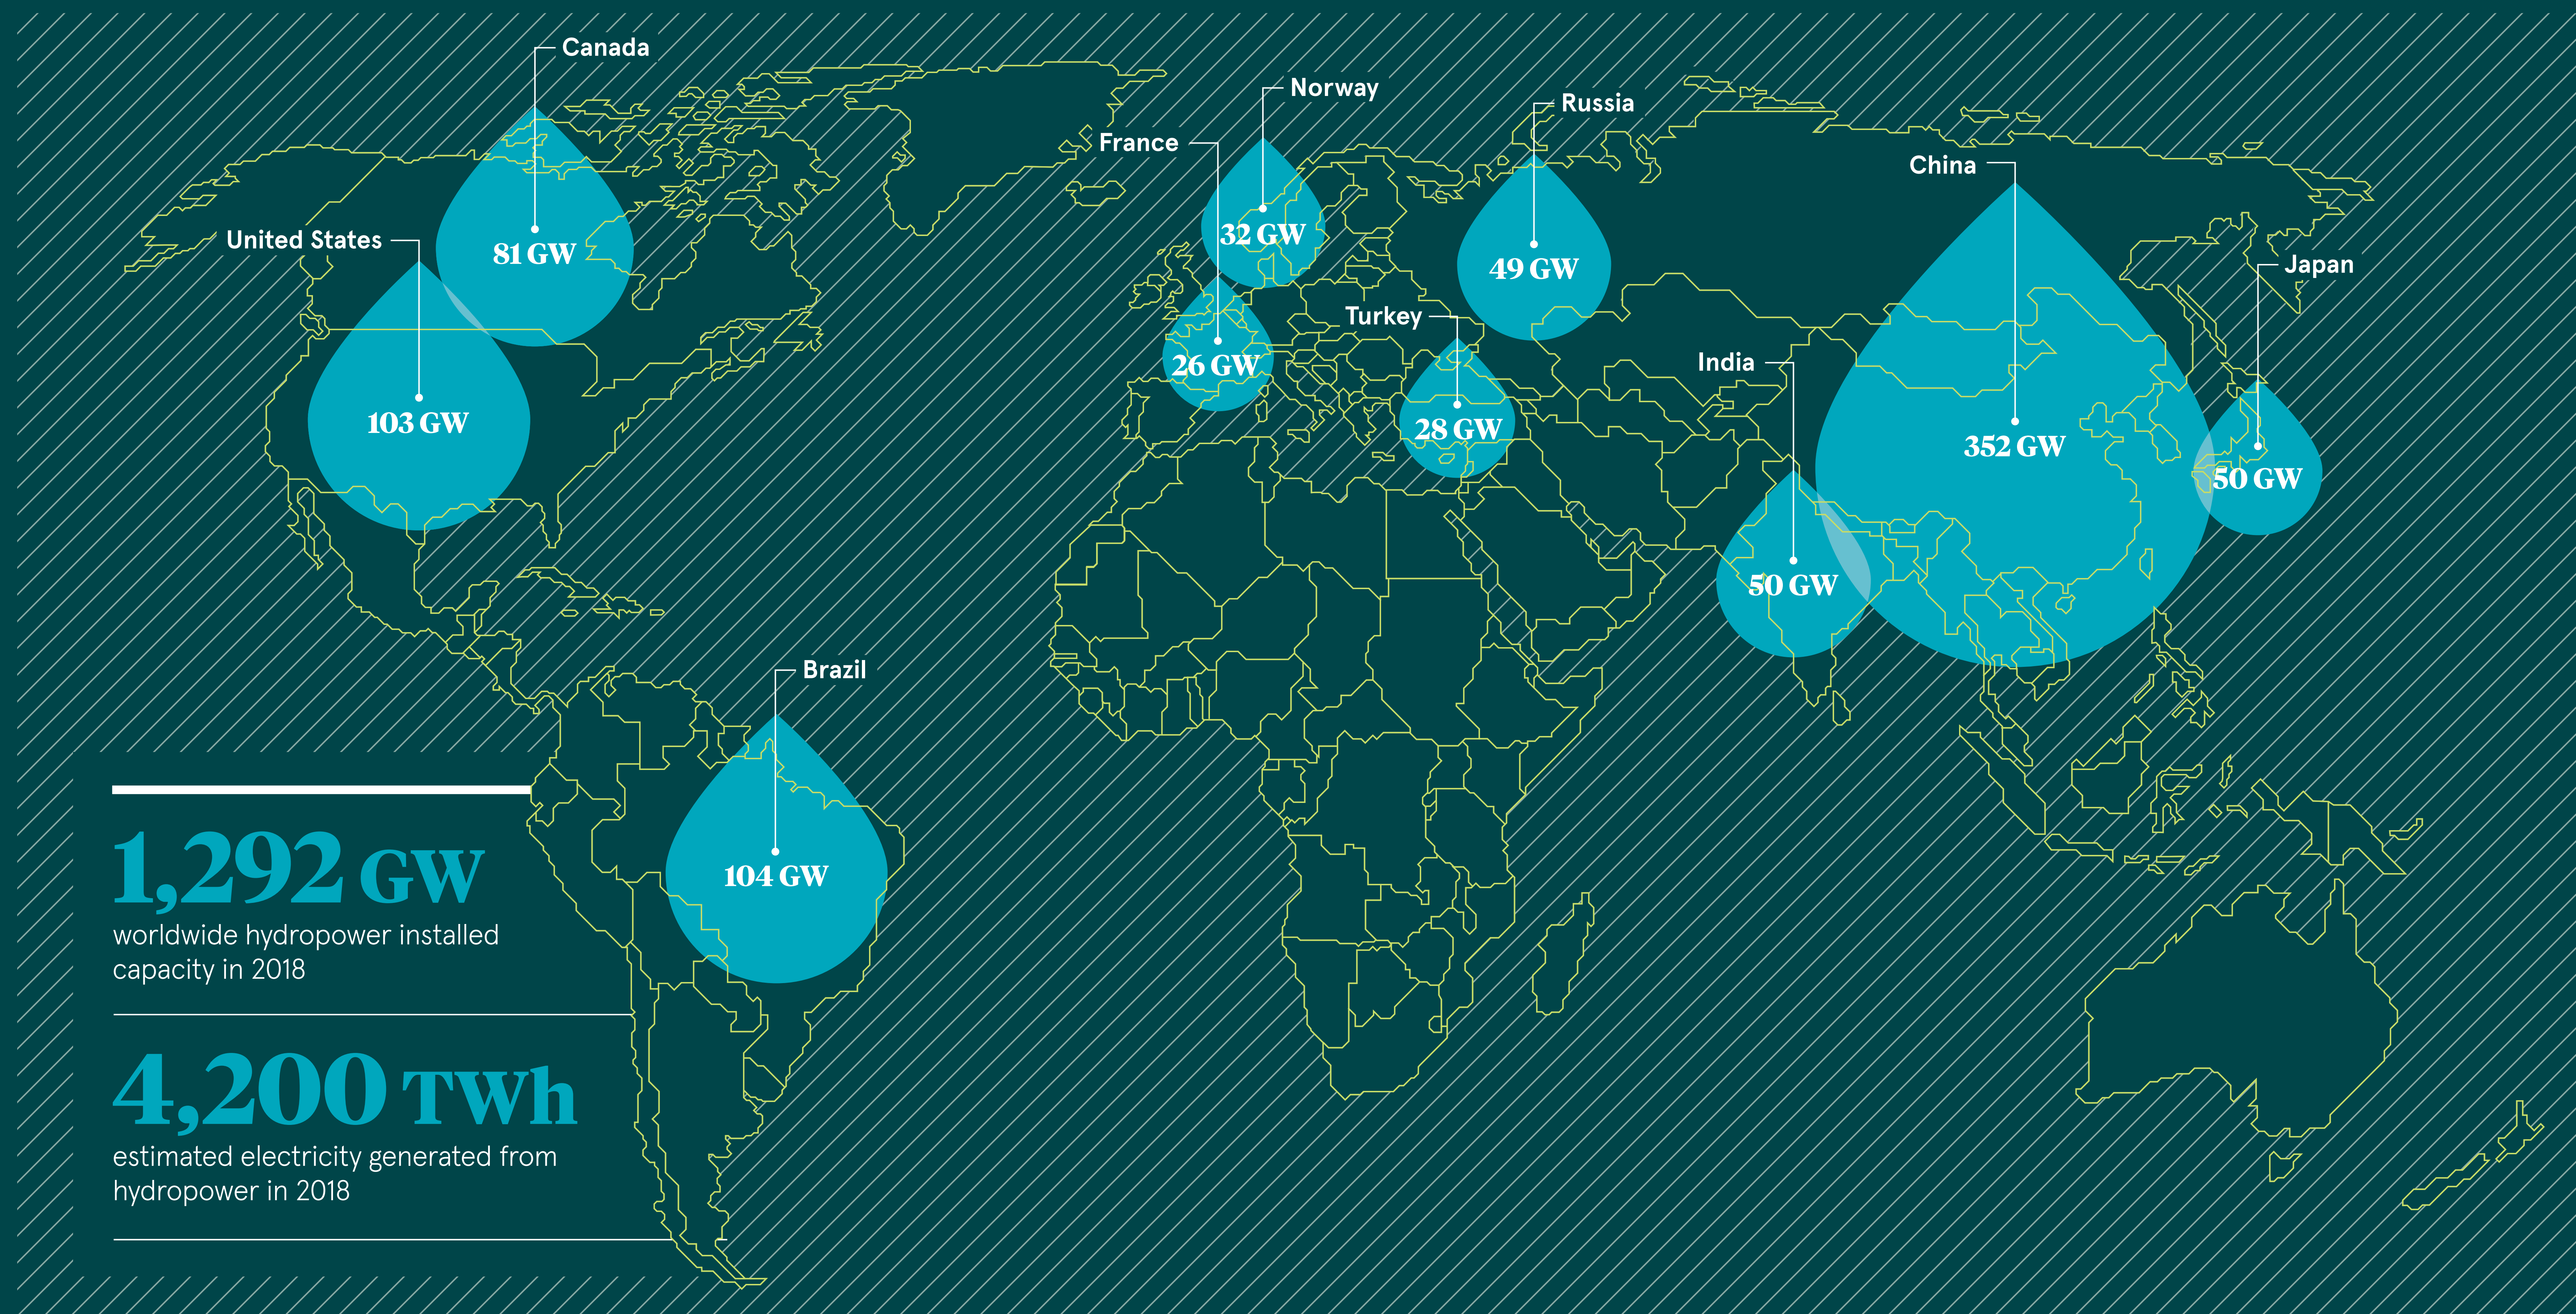 Canada
81 GW
United States
103 GW
Norway
32 GW
France
26 GW
Russia
49 GW
Turkey
28 GW
China
352 GW
India
50 GW
Japan
50 GW
Brazil
104 GW
1,292 GW
worldwide hydropower installed
capacity in 2018
4,200 TWh
estimated electricity generated from
hydropower in 2018